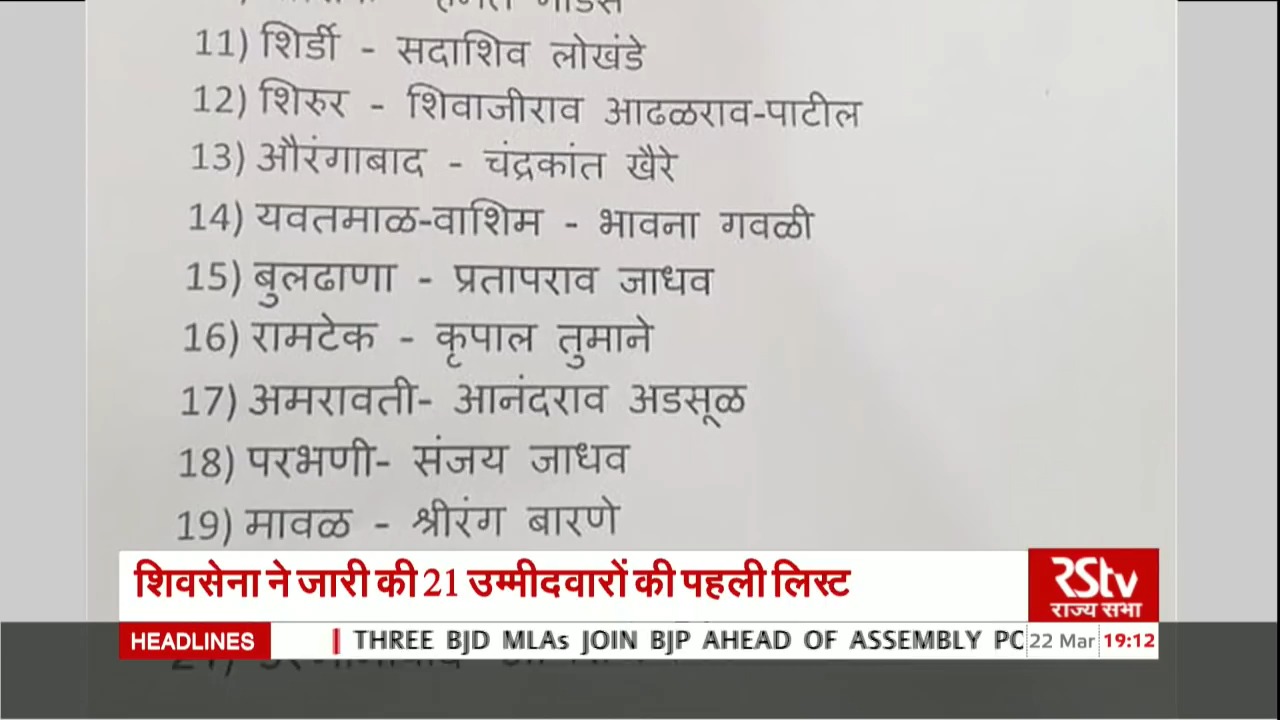 11) शिर्डी - सदाशिव लोखंडे
12) शिरुर - शिवाजीराव आढळराव-पाटील
13) औरंगाबाद - चंद्रकांत खैरे
14) यवतमाळ-वाशिम - भावना गवळी
15) बुलढाणा - प्रतापराव जाधव
16) रामटेक - कृपाल तुमाने
17) अमरावती- आनंदराव अडसूळ
18) परभणी- संजय जाधव
19) मावळ - श्रीरंग बारणे
शिवसेना ने जारी की 21 उम्मीदवारों की पहली लिस्ट
RStv
राज्य सभा
HEADLINES | THREE BJD MLAs JOIN BJP AHEAD OF ASSEMBLY PO 22 Mar 19:12